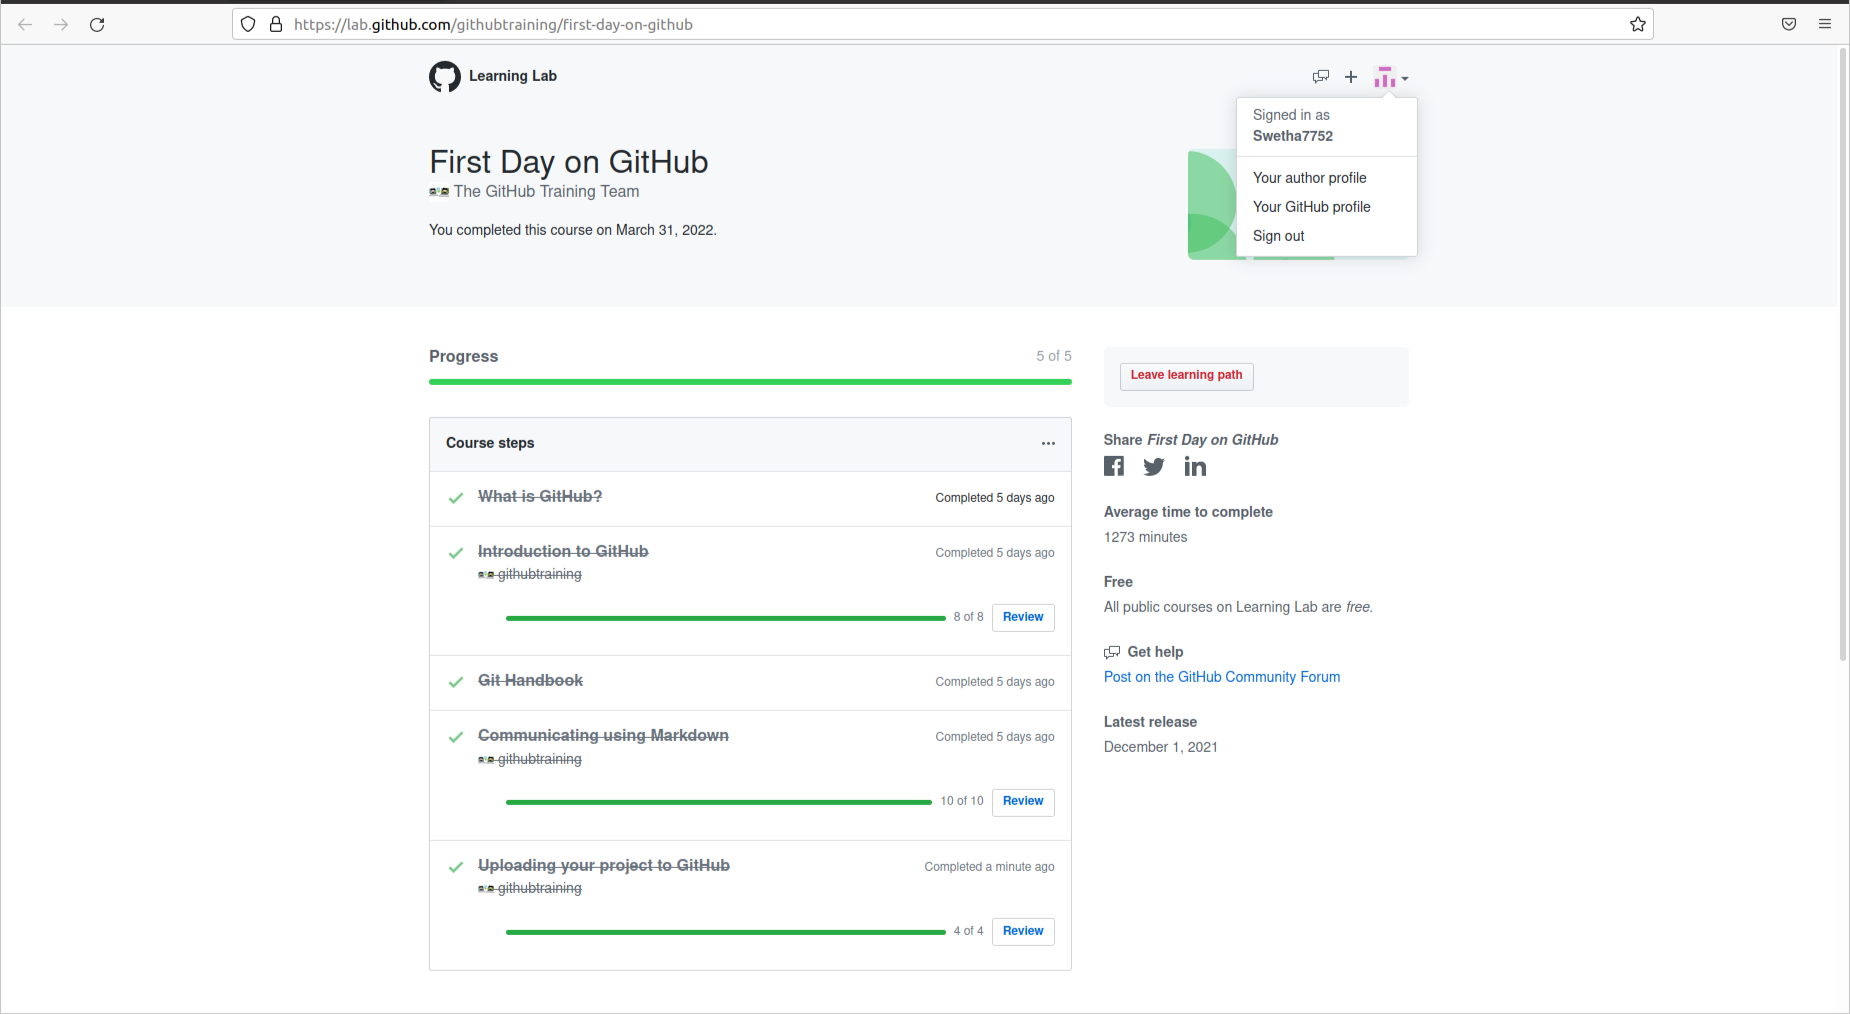 https://lab.github.com/githubtraining/first-day-on-github
Learning Lab
Signed in as
Swetha7752
Your author profile
Your GitHub profile
Sign out
First Day on GitHub
The GitHub Training Team
You completed this course on March 31, 2022.
Progress
5 of 5
Course steps
What is GitHub?
Completed 5 days ago
Introduction to GitHub
Completed 5 days ago
githubtraining
8 of 8
Review
Git Handbook
Completed 5 days ago
Communicating using Markdown
Completed 5 days ago
githubtraining
10 of 10
Review
Uploading your project to GitHub
Completed a minute ago
githubtraining
4 of 4
Review
Leave learning path
Share First Day on GitHub
Average time to complete
1273 minutes
Free
All public courses on Learning Lab are free.
Get help
Post on the GitHub Community Forum
Latest release
December 1, 2021